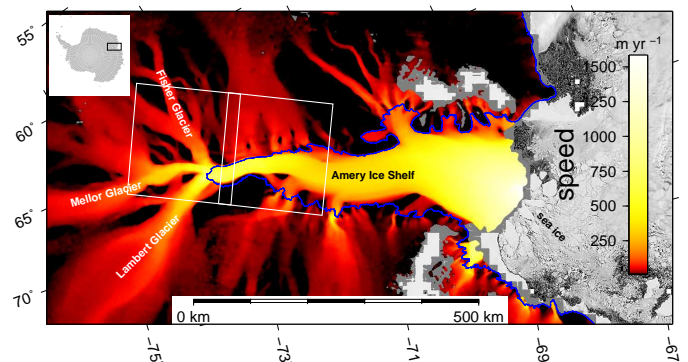 55˚
60˚
65˚
70˚
-75˚
-73˚
-71˚
-69˚
-67˚
Fisher Glacier
Mellor Glacier
Lambert Glacier
Amery Ice Shelf
sea ice
speed
m yr ⁻¹
1500
1250
1000
750
500
250
0 km
500 km